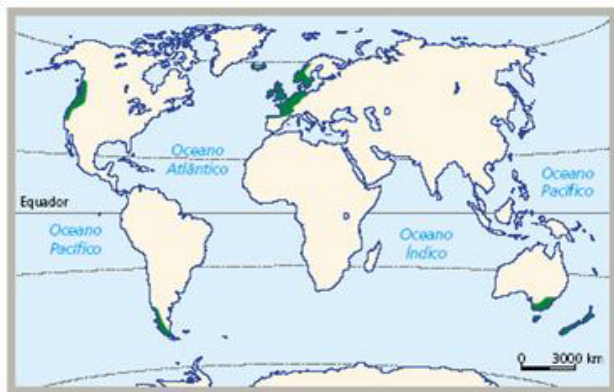 Oceano
Atlântico
Oceano
Pacífico
Equador
Oceano
Pacífico
Oceano
Índico
0 3000 km